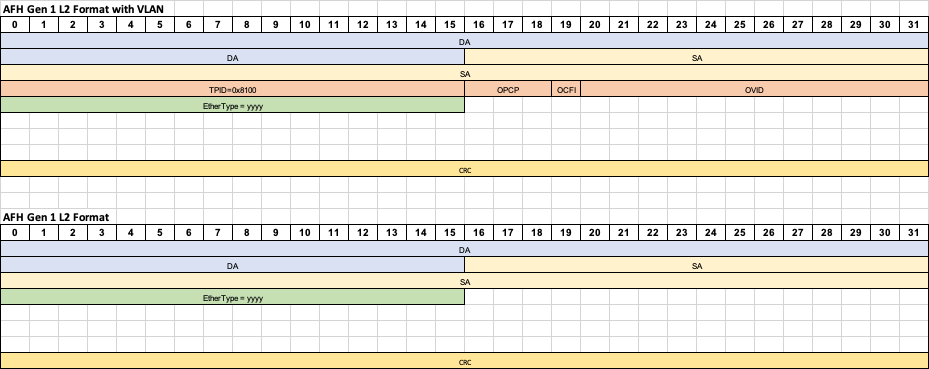 AFH Gen 1 L2 Format with VLAN
0 1 2 3 4 5 6 7 8 9 10 11 12 13 14 15 16 17 18 19 20 21 22 23 24 25 26 27 28 29 30 31
DA
DA SA
SA
TPID=0x8100 OPCP OCFI OVID
EtherType = yyyy
CRC
AFH Gen 1 L2 Format
0 1 2 3 4 5 6 7 8 9 10 11 12 13 14 15 16 17 18 19 20 21 22 23 24 25 26 27 28 29 30 31
DA
DA SA
SA
EtherType = yyyy
CRC